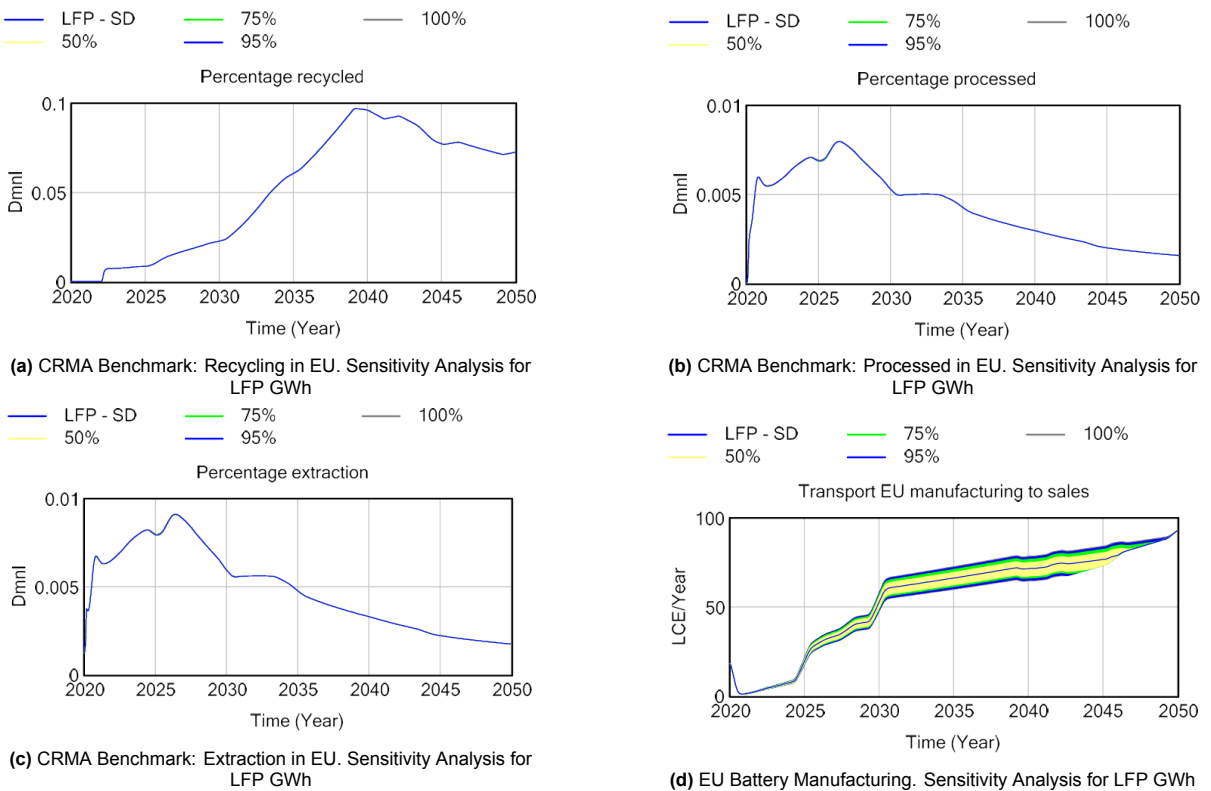 LFP - SD 75% 100%
50% 95%
Percentage recycled
0.1
0.05
0
Dmnl
2020 2025 2030 2035 2040 2045 2050
Time (Year)
(a) CRMA Benchmark: Recycling in EU. Sensitivity Analysis for
LFP GWh
LFP - SD 75% 100%
50% 95%
Percentage processed
0.01
0.005
0
Dmnl
2020 2025 2030 2035 2040 2045 2050
Time (Year)
(b) CRMA Benchmark: Processed in EU. Sensitivity Analysis for
LFP GWh
LFP - SD 75% 100%
50% 95%
Percentage extraction
0.01
0.005
0
Dmnl
2020 2025 2030 2035 2040 2045 2050
Time (Year)
(c) CRMA Benchmark: Extraction in EU. Sensitivity Analysis for
LFP GWh
LFP - SD 75% 100%
50% 95%
Transport EU manufacturing to sales
100
50
0
LCE/Year
2020 2025 2030 2035 2040 2045 2050
Time (Year)
(d) EU Battery Manufacturing. Sensitivity Analysis for LFP GWh